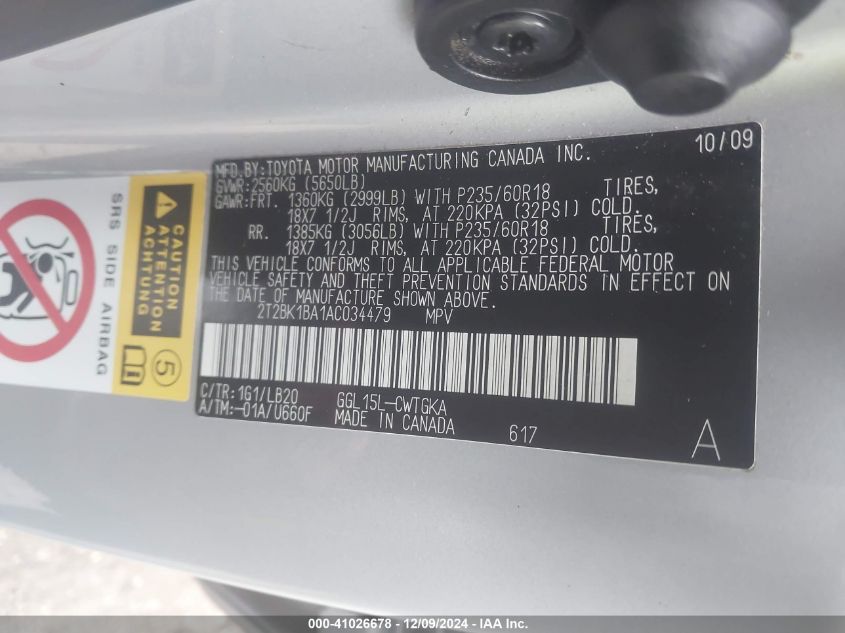 MFD.BY:TOYOTA MOTOR MANUFACTURING CANADA INC. 10/09
GVWR:2560KG (5650LB)
GAWR:FRT. 1360KG (2999LB) WITH P235/60R18 TIRES,
18X7 1/2J RIMS, AT 220KPA (32PSI) COLD.
RR. 1385KG (3056LB) WITH P235/60R18 TIRES,
18X7 1/2J RIMS, AT 220KPA (32PSI) COLD.
THIS VEHICLE CONFORMS TO ALL APPLICABLE FEDERAL MOTOR
VEHICLE SAFETY AND THEFT PREVENTION STANDARDS IN EFFECT ON
THE DATE OF MANUFACTURE SHOWN ABOVE.
2T2BK1BA1AC034479 MPV
C/TR:1G1/LB20 GGL15L-CWTGKA
A/TM:-01A/U660F MADE IN CANADA 617 A
CAUTION
ATTENTION
SRS SIDE AIRBAG
5
000-41026678 - 12/09/2024 - IAA Inc.